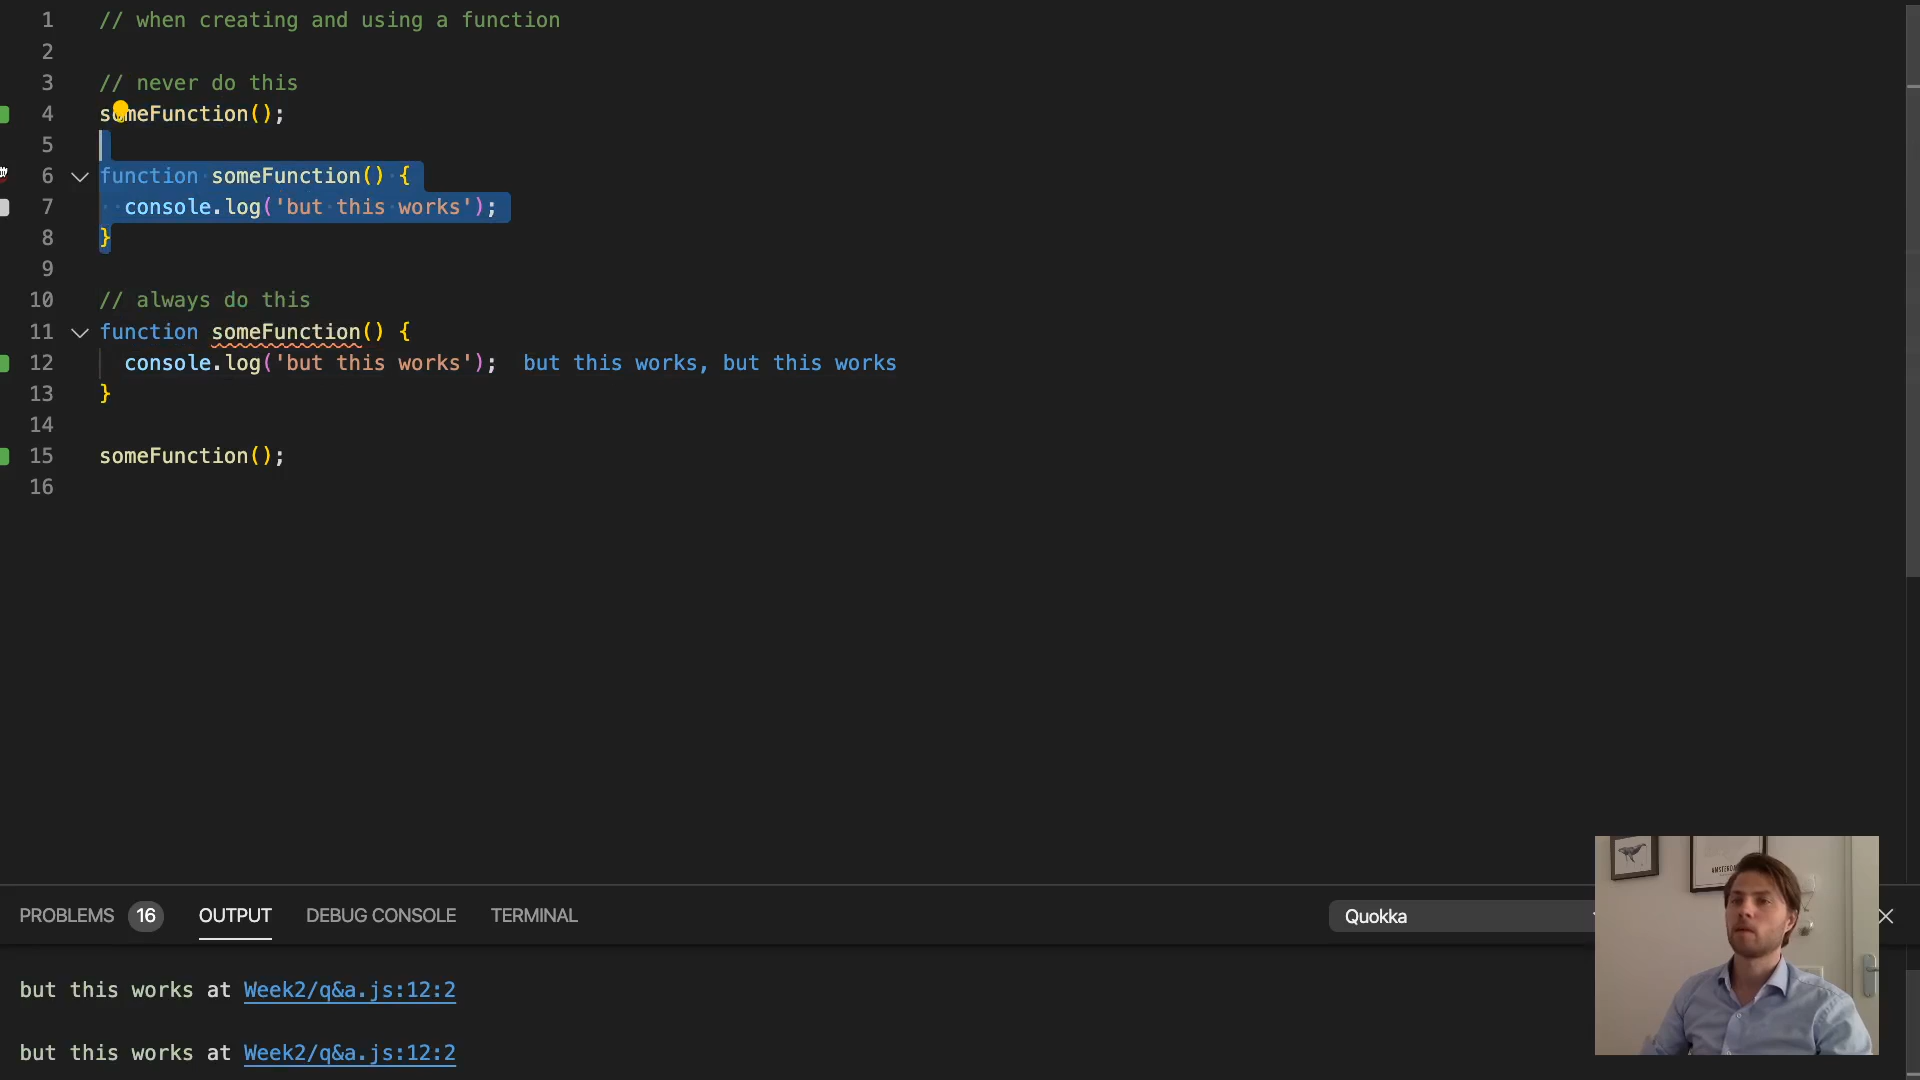 1 // when creating and using a function
2
3 // never do this
4 someFunction();
5
6 function someFunction() {
7 console.log('but this works');
8 }
9
10 // always do this
11 function someFunction() {
12 console.log('but this works'); but this works, but this works
13 }
14
15 someFunction();
16
PROBLEMS 16 OUTPUT DEBUG CONSOLE TERMINAL Quokka
but this works at Week2/q&a.js:12:2
but this works at Week2/q&a.js:12:2